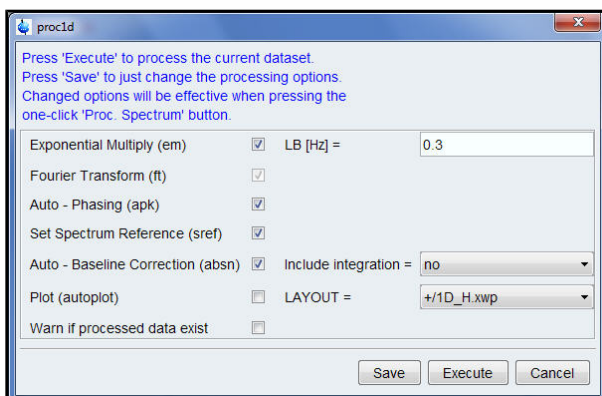 proc1d
Press 'Execute' to process the current dataset.
Press 'Save' to just change the processing options.
Changed options will be effective when pressing the
one-click 'Proc. Spectrum' button.
Exponential Multiply (em) LB [Hz] = 0.3
Fourier Transform (ft)
Auto - Phasing (apk)
Set Spectrum Reference (sref)
Auto - Baseline Correction (absn) Include integration = no
Plot (autoplot) LAYOUT = +/1D_H.xwp
Warn if processed data exist
Save Execute Cancel